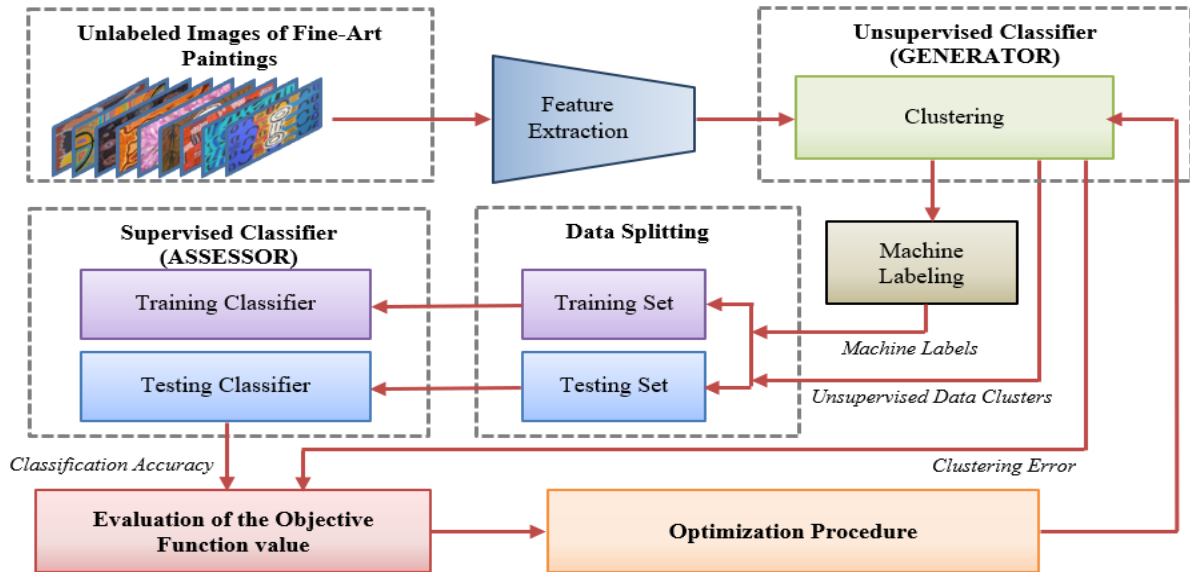 Unlabeled Images of Fine-Art
Paintings
Feature
Extraction
Unsupervised Classifier
(GENERATOR)
Clustering
Supervised Classifier
(ASSESSOR)
Training Classifier
Testing Classifier
Data Splitting
Training Set
Testing Set
Machine
Labeling
Machine Labels
Unsupervised Data Clusters
Classification Accuracy
Clustering Error
Evaluation of the Objective
Function value
Optimization Procedure